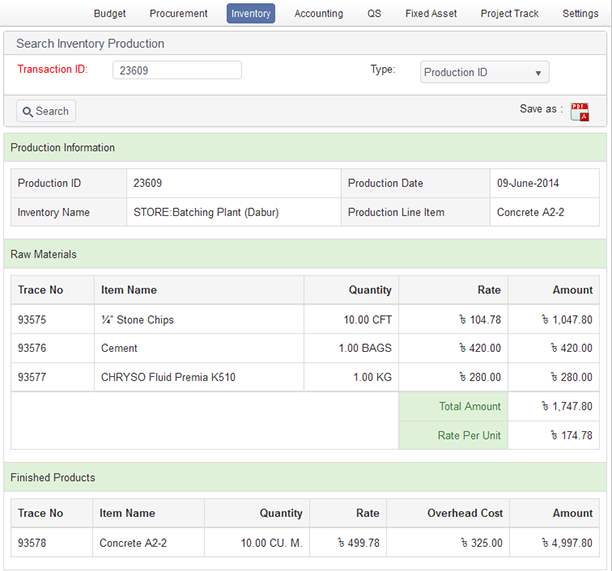 Budget Procurement Inventory Accounting QS Fixed Asset Project Track Settings
Search Inventory Production
Transaction ID: 23609 Type: Production ID
Search Save as :
PDF
Production Information
Production ID 23609 Production Date 09-June-2014
Inventory Name STORE:Batching Plant (Dabur) Production Line Item Concrete A2-2
Raw Materials
Trace No Item Name Quantity Rate Amount
93575 ¼" Stone Chips 10.00 CFT ৳ 104.78 ৳ 1,047.80
93576 Cement 1.00 BAGS ৳ 420.00 ৳ 420.00
93577 CHRYSO Fluid Premia K510 1.00 KG ৳ 280.00 ৳ 280.00
Total Amount ৳ 1,747.80
Rate Per Unit ৳ 174.78
Finished Products
Trace No Item Name Quantity Rate Overhead Cost Amount
93578 Concrete A2-2 10.00 CU. M. ৳ 499.78 ৳ 325.00 ৳ 4,997.80